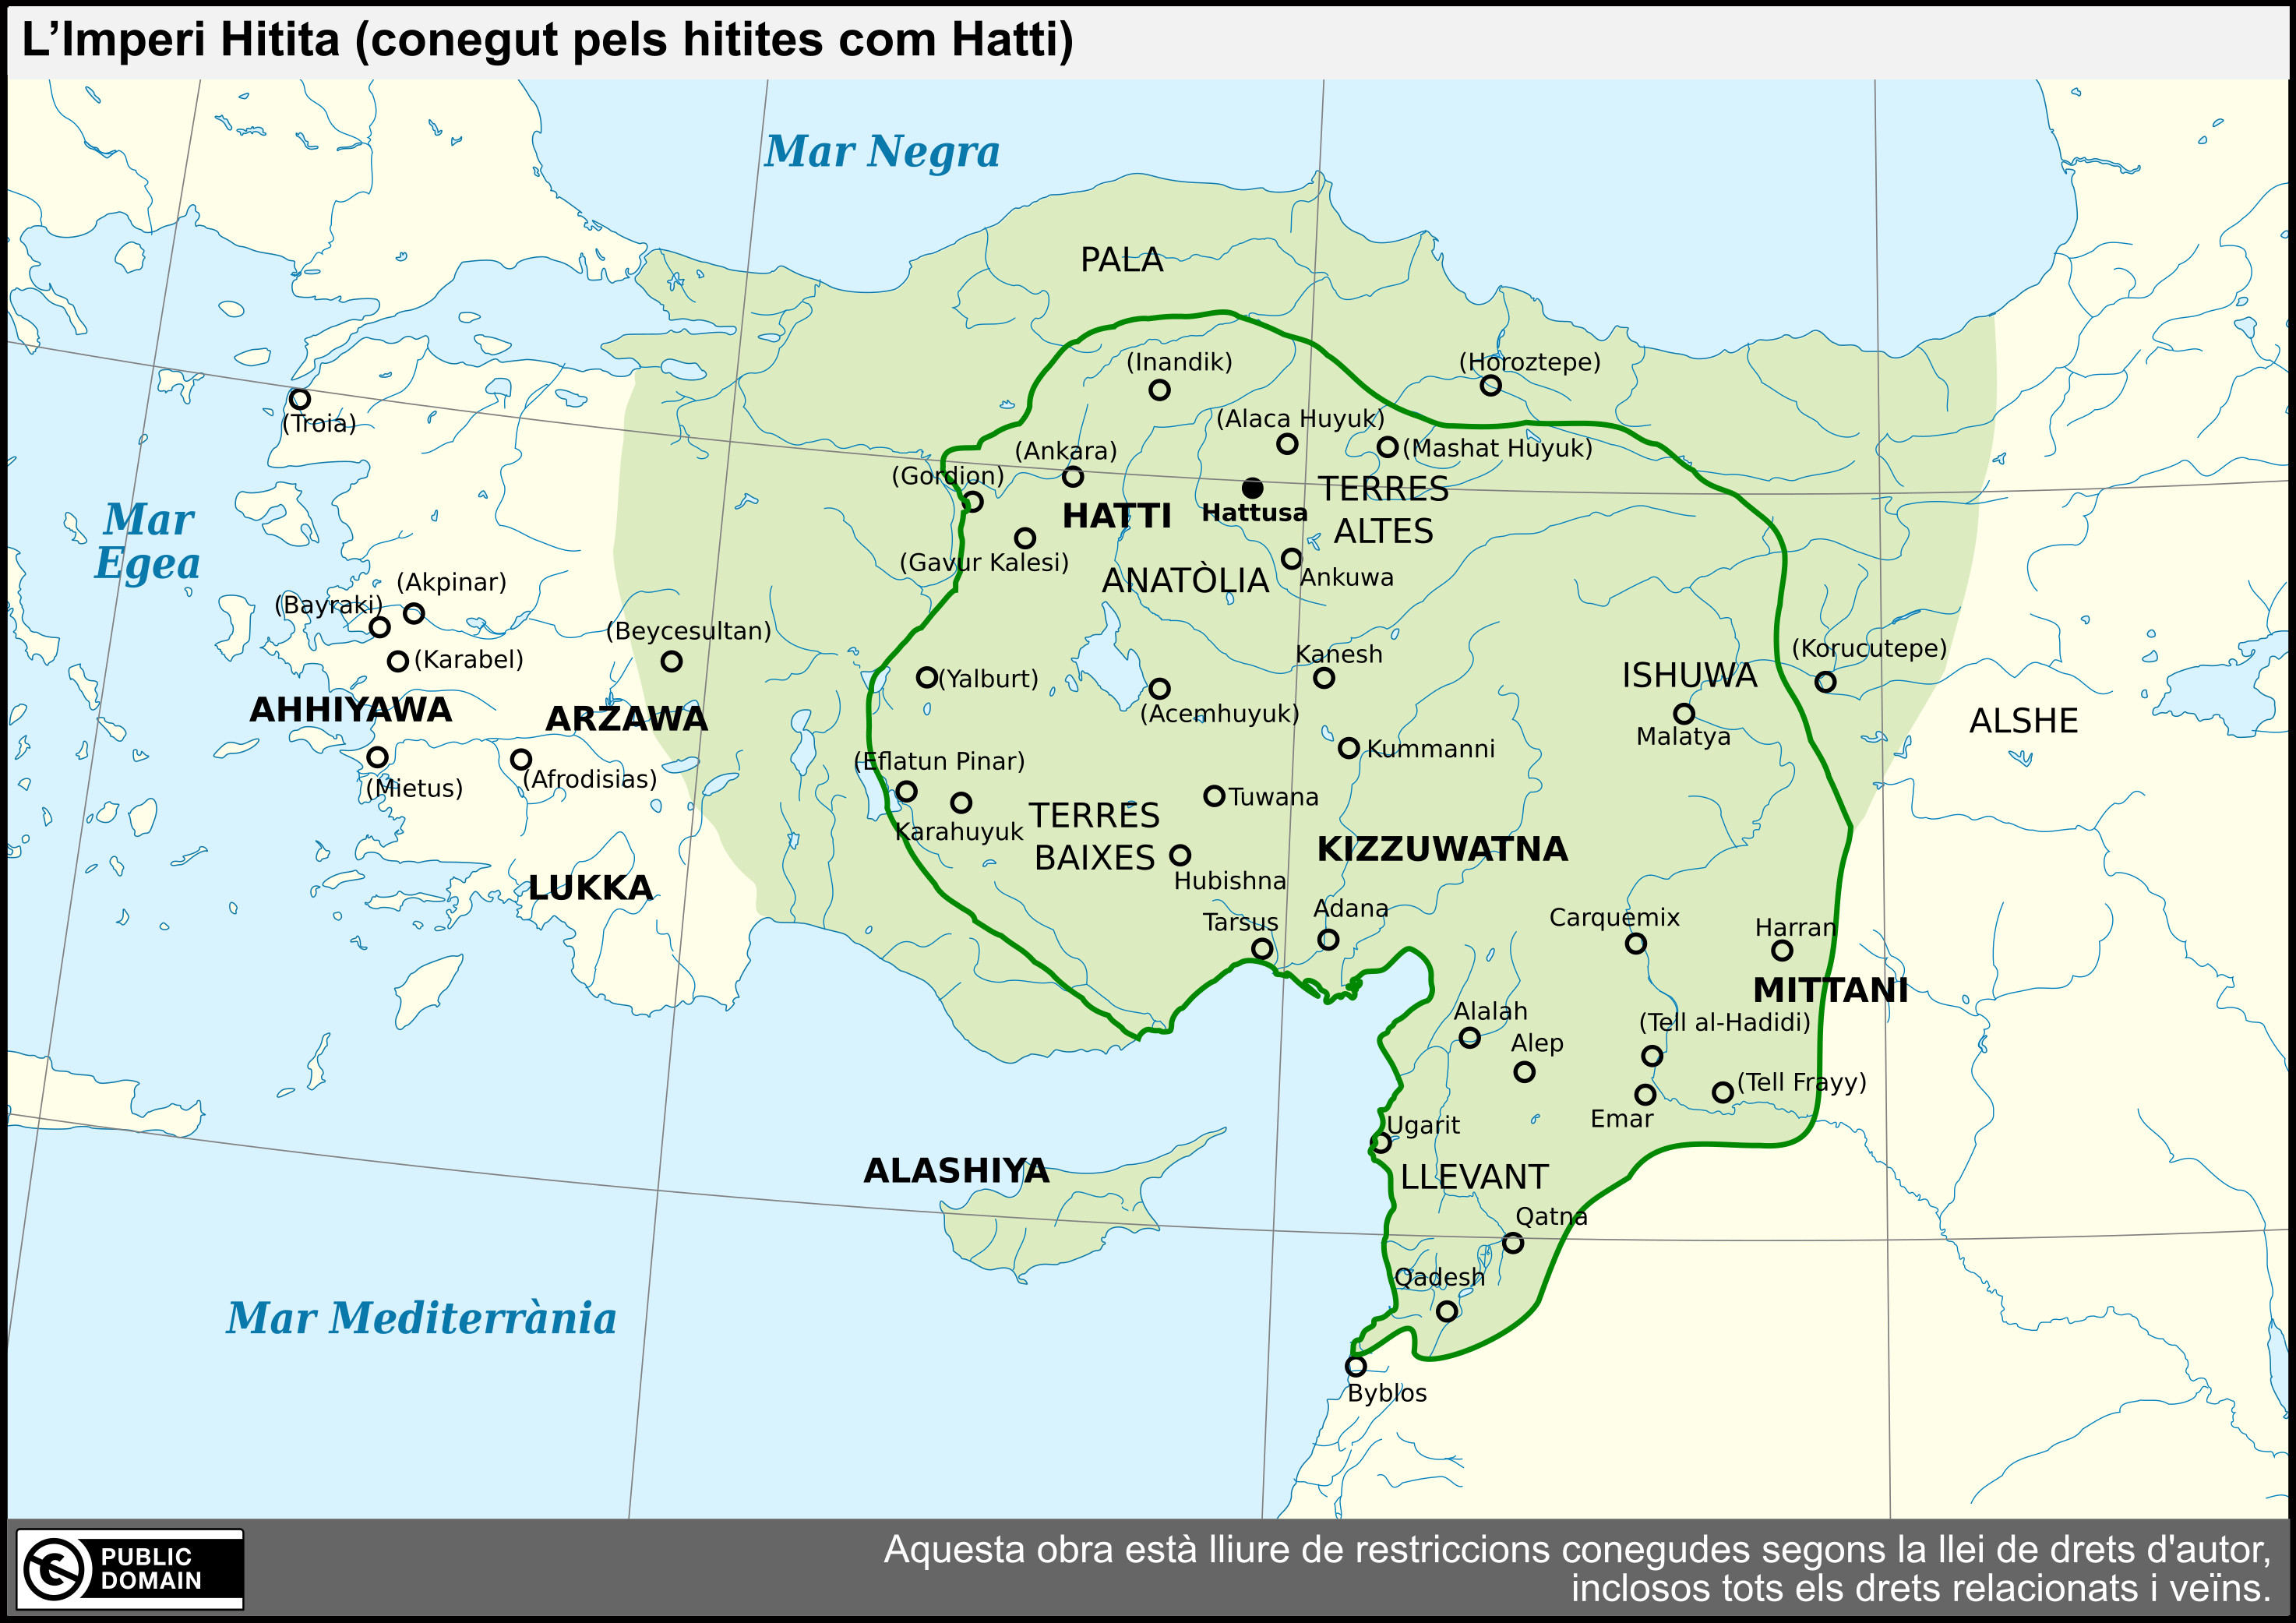 L’Imperi Hitita (conegut pels hitites com Hatti)
Mar Negra
PALA
(Inandik)
(Horoztepe)
(Troia)
(Alaca Huyuk)
(Mashat Huyuk)
(Ankara)
(Gordion)
HATTI
Hattusa
TERRES
ALTES
Mar
Egea
(Gavur Kalesi)
ANATÒLIA
Ankuwa
(Akpinar)
(Bayraki)
(Beycesultan)
(Karabel)
(Yalburt)
Kanesh
(Korucutepe)
ISHUWA
AHHIYAWA
ARZAWA
(Acemhuyuk)
Malatya
ALSHE
Kummanni
(Eflatun Pinar)
(Mietus)
(Afrodisias)
Tuwana
Karahuyuk
TERRES
BAIXES
KIZZUWATNA
Hubishna
LUKKA
Tarsus
Adana
Carquemix
Harran
MITTANI
Alalah
(Tell al-Hadidi)
Alep
(Tell Frayy)
Emar
Ugarit
ALASHIYA
LLEVANT
Qatna
Qadesh
Mar Mediterrània
Byblos
PUBLIC
DOMAIN
Aquesta obra està lliure de restriccions conegudes segons la llei de drets d'autor,
inclosos tots els drets relacionats i veïns.